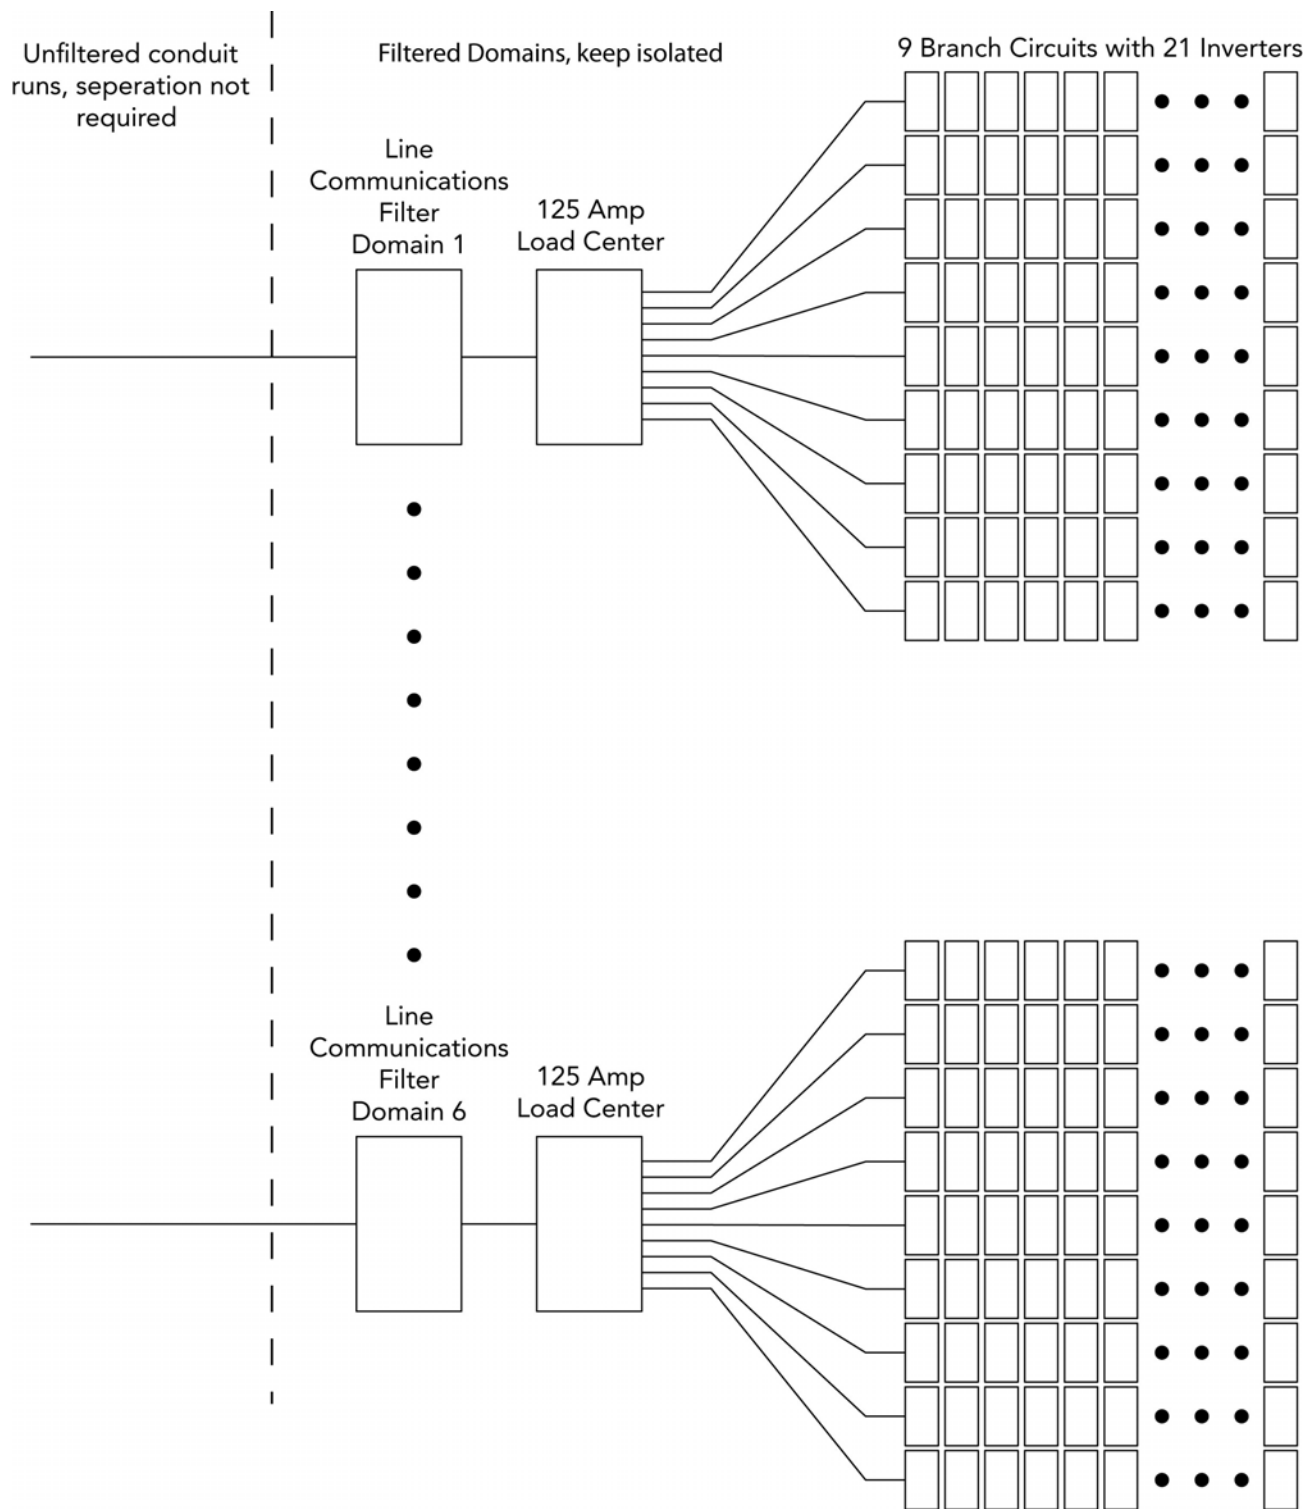 Unfiltered conduit
runs, seperation not
required
Filtered Domains, keep isolated
9 Branch Circuits with 21 Inverters
Line
Communications
Filter
Domain 1
125 Amp
Load Center
Line
Communications
Filter
Domain 6
125 Amp
Load Center